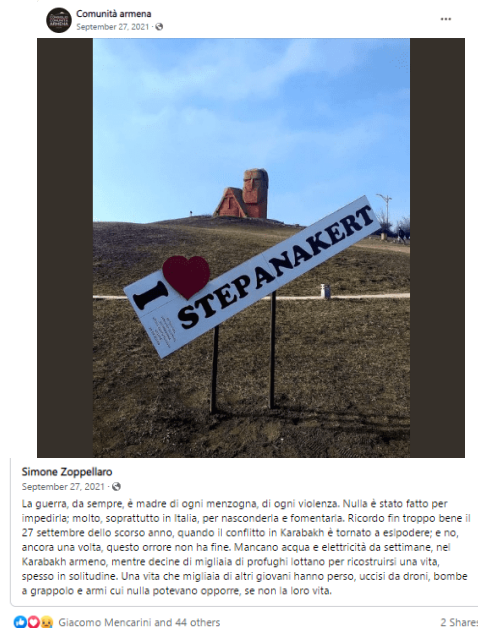 Comunità armena
September 27, 2021 ·
I
STEPANAKERT
Simone Zoppellaro
September 27, 2021 ·
La guerra, da sempre, è madre di ogni menzogna, di ogni violenza. Nulla è stato fatto per
impedirla; molto, soprattutto in Italia, per nasconderla e fomentarla. Ricordo fin troppo bene il
27 settembre dello scorso anno, quando il conflitto in Karabakh è tornato a esipodere; e no,
ancora una volta, questo orrore non ha fine. Mancano acqua e elettricità da settimane, nel
Karabakh armeno, mentre decine di migliaia di profughi lottano per ricostruirsi una vita,
spesso in solitudine. Una vita che migliaia di altri giovani hanno perso, uccisi da droni, bombe
a grappolo e armi cui nulla potevano opporre, se non la loro vita.
Giacomo Mencarini and 44 others
2 Shares